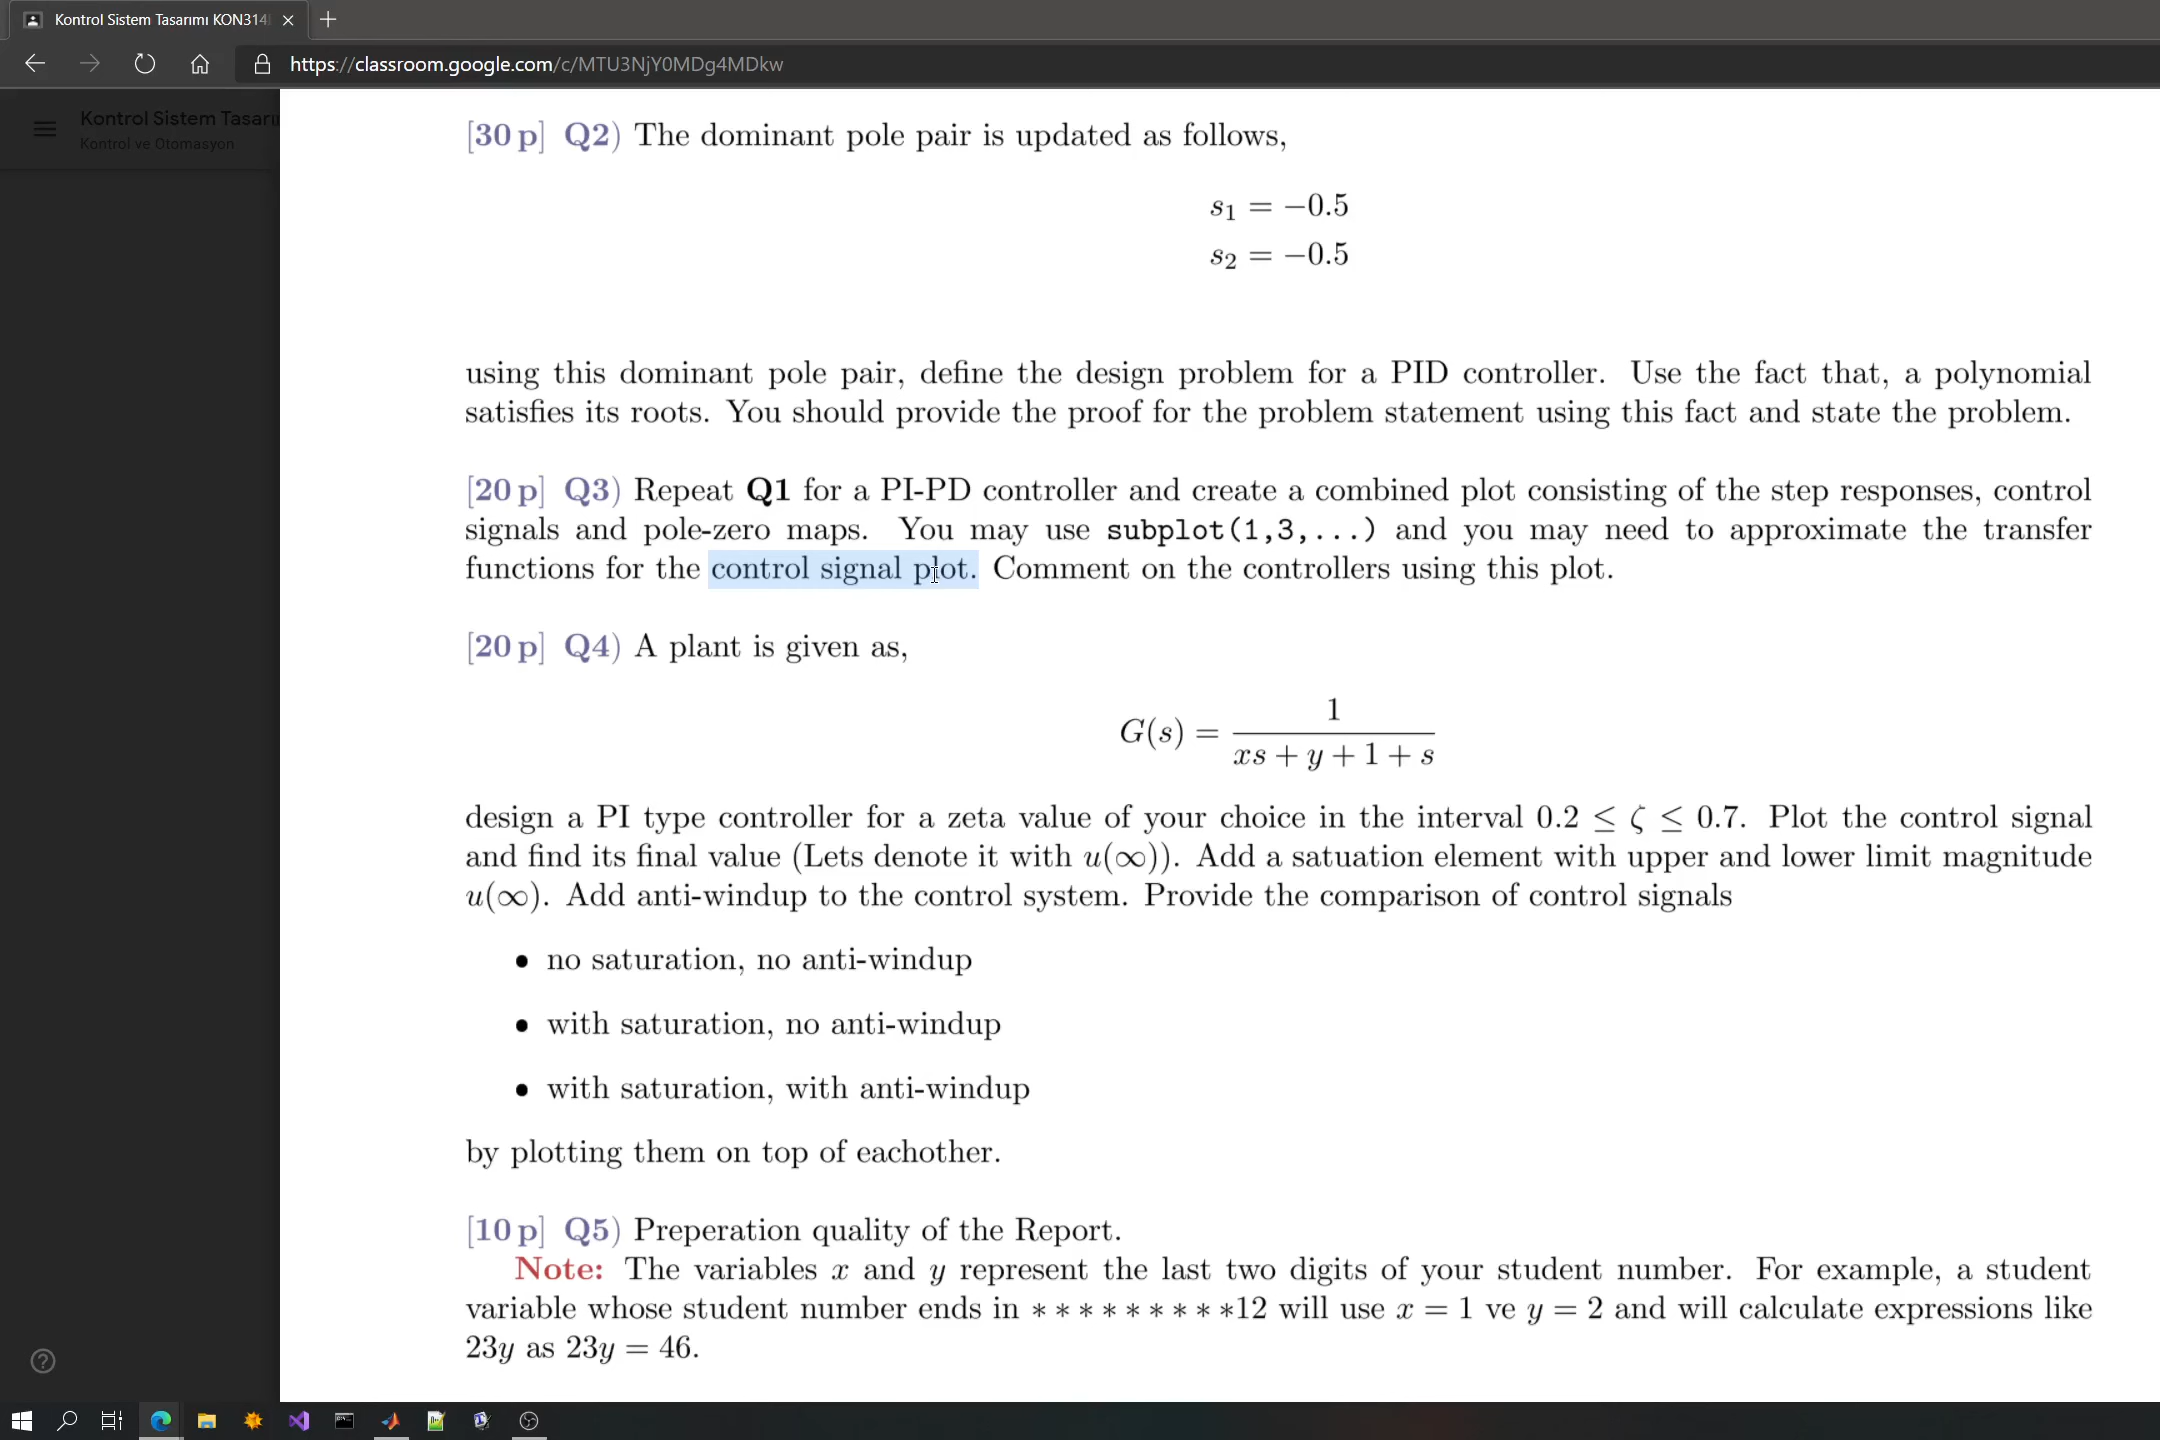 Kontrol Sistem Tasarımı KON314
https://classroom.google.com/c/MTU3NjY0MDg4MDkw
Kontrol Sistem Tasarı
Kontrol ve Otomasyon
[30 p] Q2) The dominant pole pair is updated as follows,
s₁ = −0.5
s₂ = −0.5
using this dominant pole pair, define the design problem for a PID controller. Use the fact that, a polynomial
satisfies its roots. You should provide the proof for the problem statement using this fact and state the problem.
[20 p] Q3) Repeat Q1 for a PI-PD controller and create a combined plot consisting of the step responses, control
signals and pole-zero maps. You may use subplot(1,3,...) and you may need to approximate the transfer
functions for the control signal plot. Comment on the controllers using this plot.
[20 p] Q4) A plant is given as,
G(s) = 1 / (xs + y + 1 + s)
design a PI type controller for a zeta value of your choice in the interval 0.2 ≤ ζ ≤ 0.7. Plot the control signal
and find its final value (Lets denote it with u(∞)). Add a satuation element with upper and lower limit magnitude
u(∞). Add anti-windup to the control system. Provide the comparison of control signals
• no saturation, no anti-windup
• with saturation, no anti-windup
• with saturation, with anti-windup
by plotting them on top of eachother.
[10 p] Q5) Preperation quality of the Report.
Note: The variables x and y represent the last two digits of your student number. For example, a student
variable whose student number ends in * * * * * * * * *12 will use x = 1 ve y = 2 and will calculate expressions like
23y as 23y = 46.